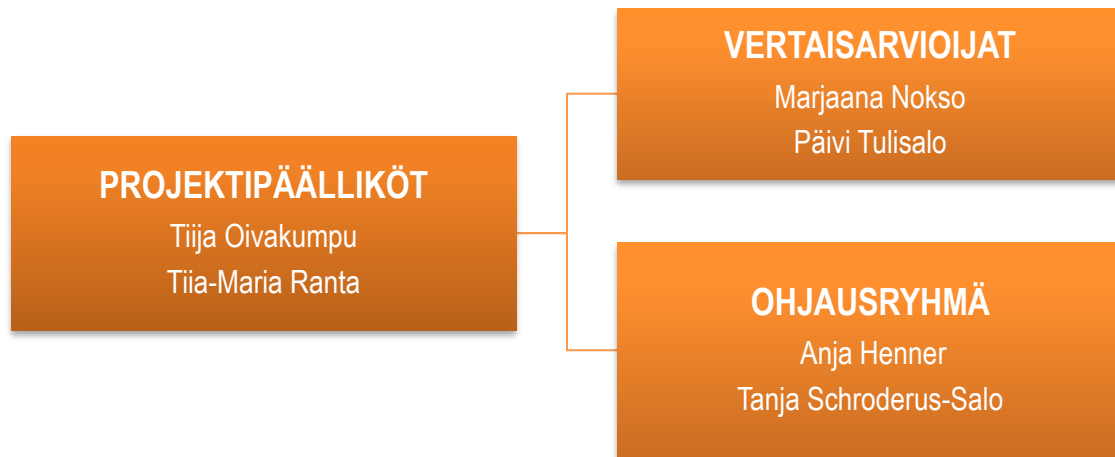 PROJEKTIPÄÄLLIKÖT
Tiija Oivakumpu
Tiia-Maria Ranta
VERTAISARVIOIJAT
Marjaana Nokso
Päivi Tulisalo
OHJAUSRYHMÄ
Anja Henner
Tanja Schroderus-Salo